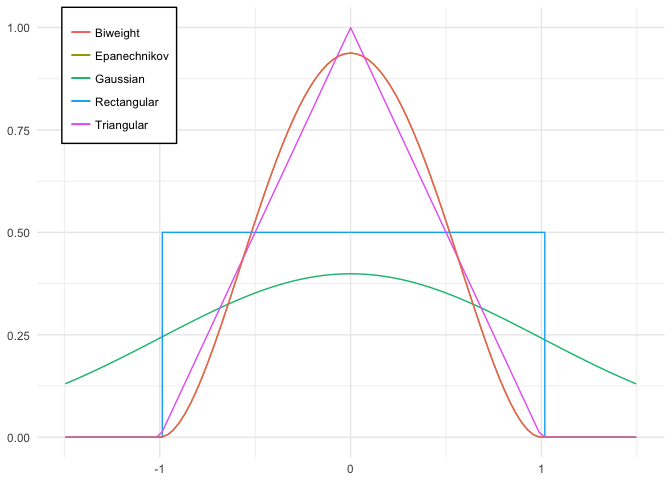 1.00
0.75
0.50
0.25
0.00
Biweight
Epanechnikov
Gaussian
Rectangular
Triangular
-1
0
1